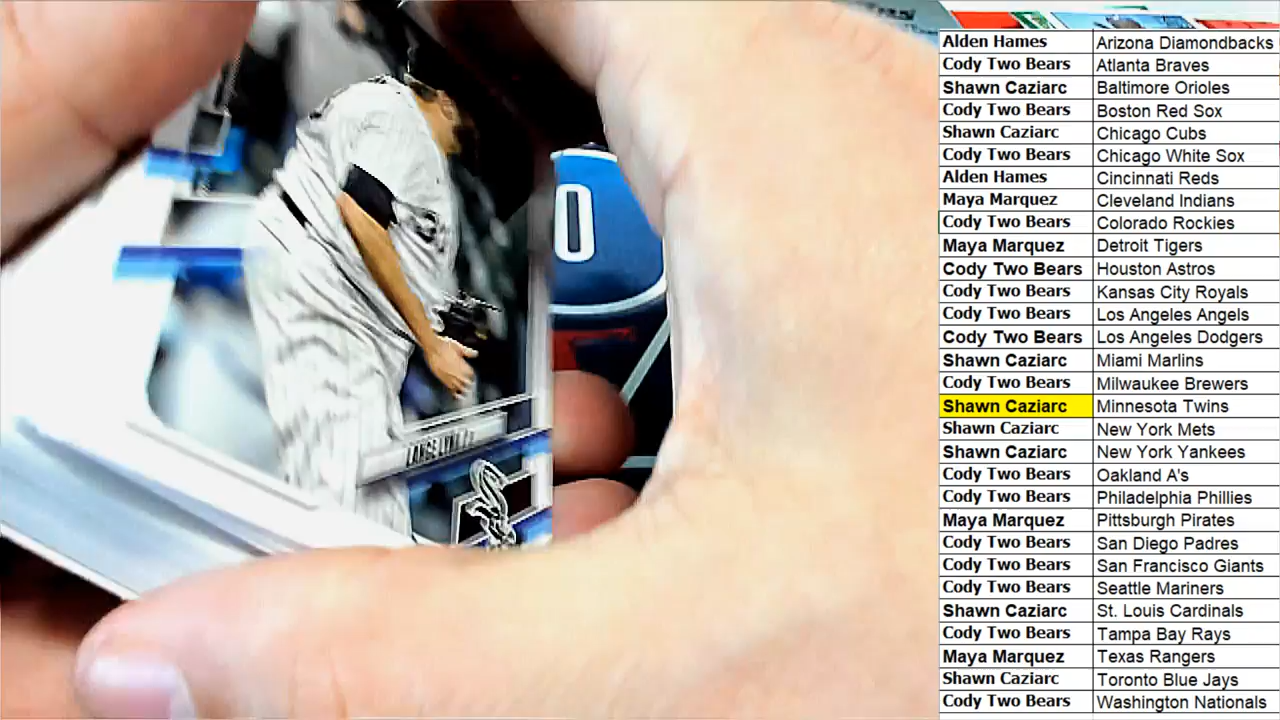 0
LANCE LYNN
Alden Hames Arizona Diamondbacks
Cody Two Bears Atlanta Braves
Shawn Caziarc Baltimore Orioles
Cody Two Bears Boston Red Sox
Shawn Caziarc Chicago Cubs
Cody Two Bears Chicago White Sox
Alden Hames Cincinnati Reds
Maya Marquez Cleveland Indians
Cody Two Bears Colorado Rockies
Maya Marquez Detroit Tigers
Cody Two Bears Houston Astros
Cody Two Bears Kansas City Royals
Cody Two Bears Los Angeles Angels
Cody Two Bears Los Angeles Dodgers
Shawn Caziarc Miami Marlins
Cody Two Bears Milwaukee Brewers
Shawn Caziarc Minnesota Twins
Shawn Caziarc New York Mets
Shawn Caziarc New York Yankees
Cody Two Bears Oakland A's
Cody Two Bears Philadelphia Phillies
Maya Marquez Pittsburgh Pirates
Cody Two Bears San Diego Padres
Cody Two Bears San Francisco Giants
Cody Two Bears Seattle Mariners
Shawn Caziarc St. Louis Cardinals
Cody Two Bears Tampa Bay Rays
Maya Marquez Texas Rangers
Shawn Caziarc Toronto Blue Jays
Cody Two Bears Washington Nationals